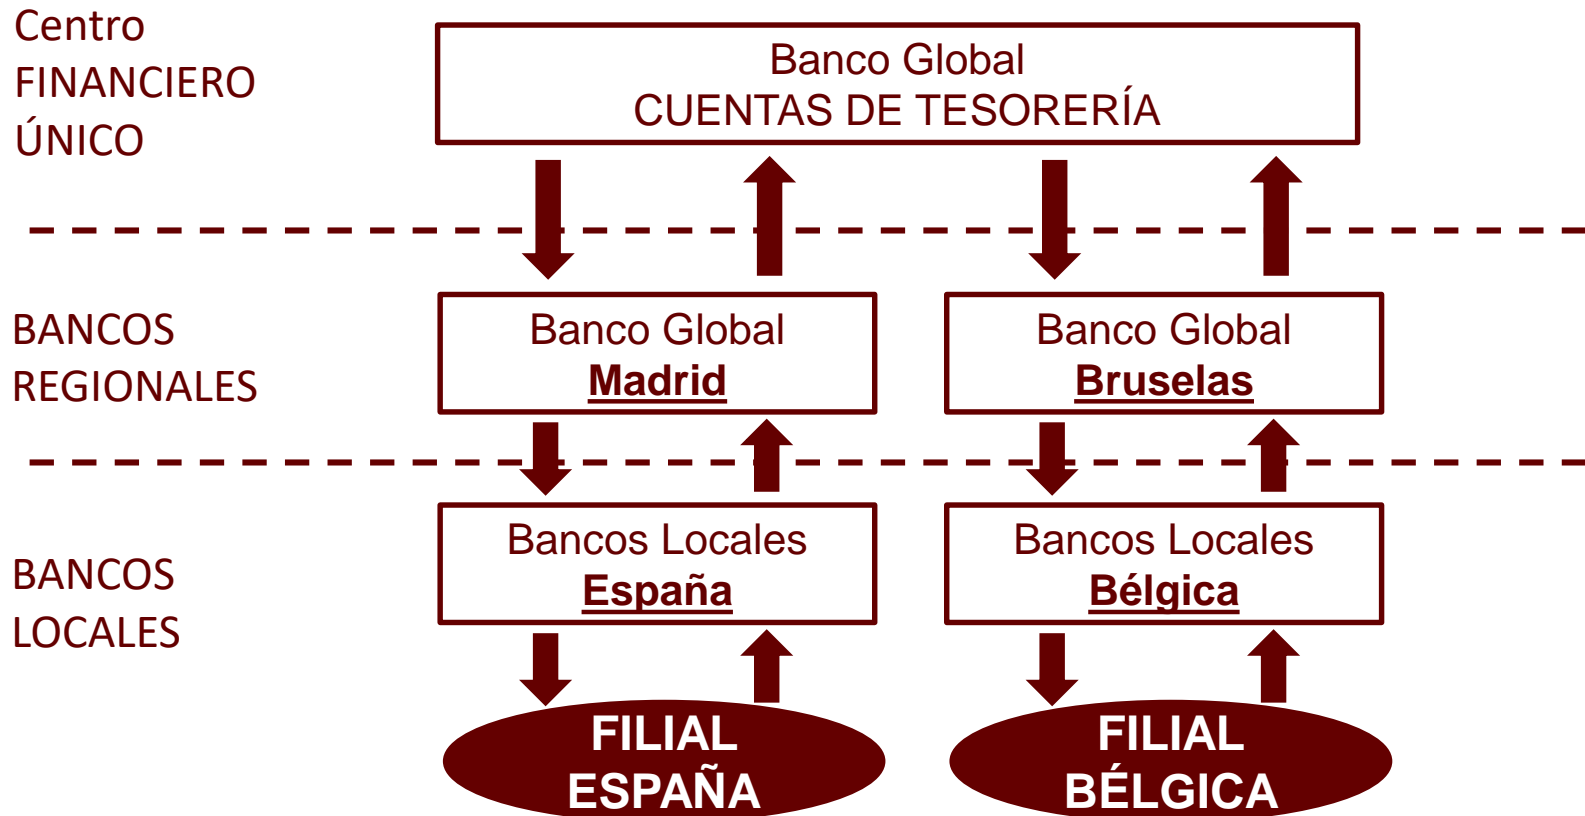 Centro
FINANCIERO
ÚNICO
Banco Global
CUENTAS DE TESORERÍA
BANCOS
REGIONALES
Banco Global
Madrid
Banco Global
Bruselas
BANCOS
LOCALES
Bancos Locales
España
Bancos Locales
Bélgica
FILIAL
ESPAÑA
FILIAL
BÉLGICA